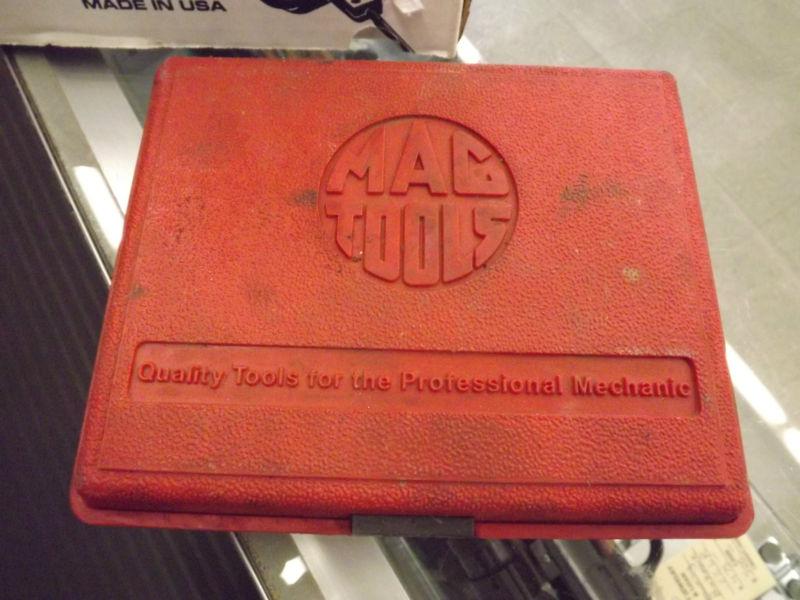 MADE IN USA
MAC
TOOLS
Quality Tools for the Professional Mechanic